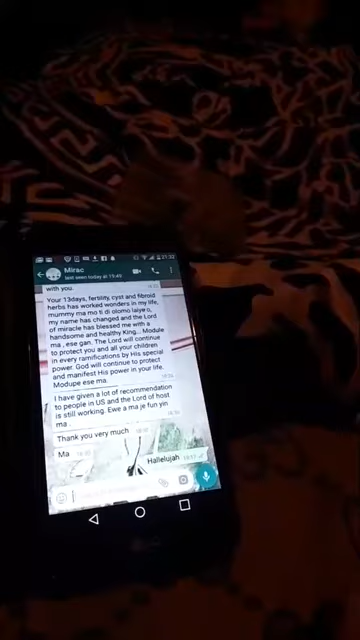 21:32
Mirac
last seen today at 19:49
with you.
Your 13days, fertility, cyst and fibroid
herbs has worked wonders in my life,
mummy ma mo ti di olomo laiye o,
my name has changed and the Lord
of miracle has blessed me with a
handsome and healthy King... Modupe
ma , ese gan. The Lord will continue
to protect you and all your children
in every ramifications by His special
power. God will continue to protect
and manifest His power in your life.
Modupe ese ma.
I have given a lot of recommendation
to people in US and the Lord of host
is still working. Ewe a ma je fun yin
ma .
Thank you very much
Ma
Hallelujah